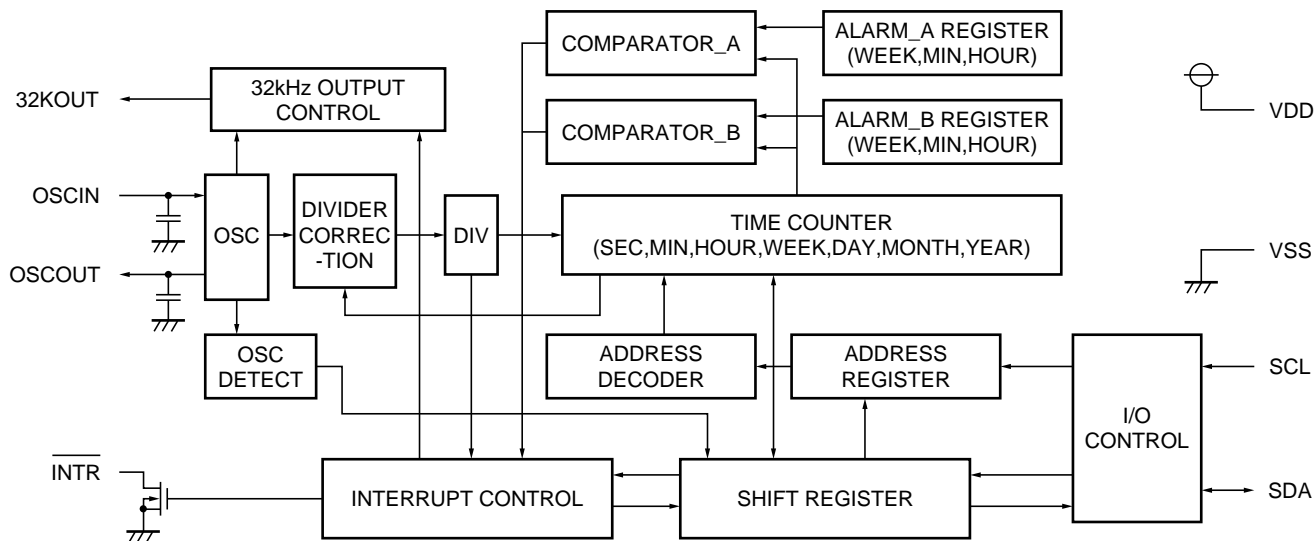 COMPARATOR_A
ALARM_A REGISTER
(WEEK,MIN,HOUR)
32KOUT
32kHz OUTPUT
CONTROL
VDD
COMPARATOR_B
ALARM_B REGISTER
(WEEK,MIN,HOUR)
OSCIN
OSC
DIVIDER
CORREC
-TION
DIV
TIME COUNTER
(SEC,MIN,HOUR,WEEK,DAY,MONTH,YEAR)
VSS
OSCOUT
OSC
DETECT
ADDRESS
DECODER
ADDRESS
REGISTER
I/O
CONTROL
SCL
INTR
INTERRUPT CONTROL
SHIFT REGISTER
SDA